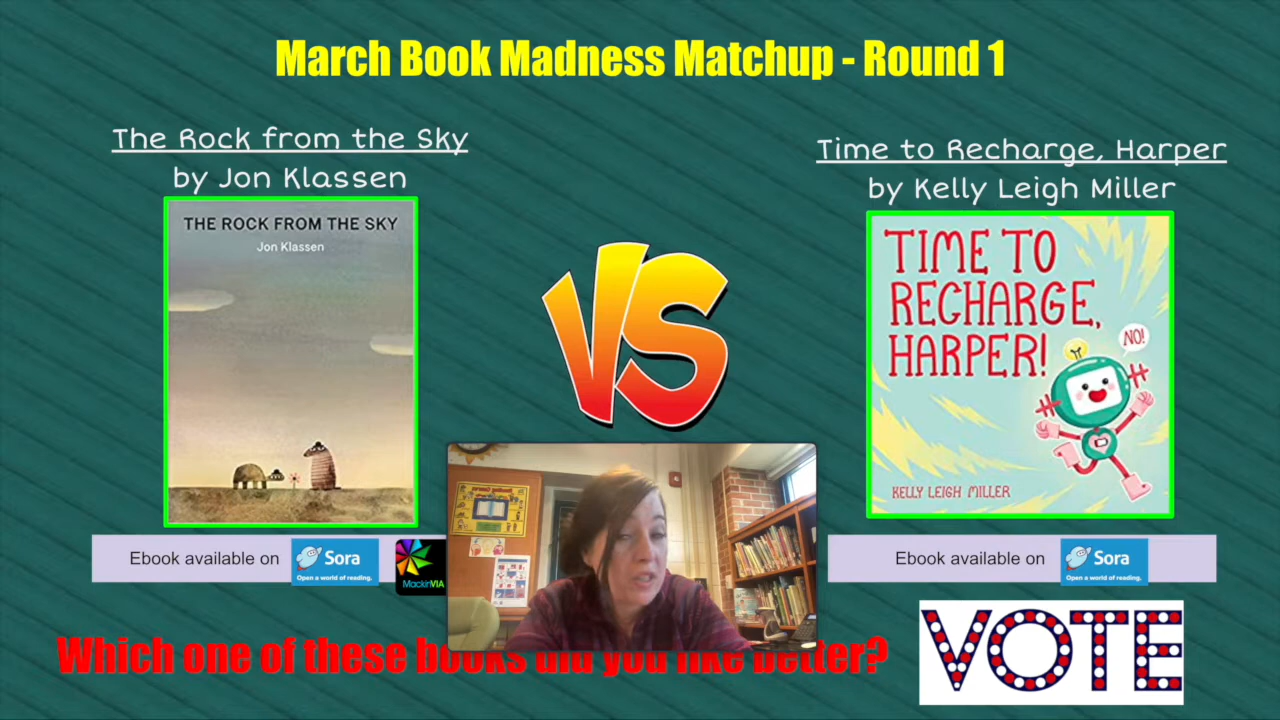 March Book Madness Matchup - Round 1
The Rock from the Sky
by Jon Klassen
THE ROCK FROM THE SKY
Jon Klassen
Ebook available on
Sora
Open a world of reading.
MackinVIA
VS
Time to Recharge, Harper
by Kelly Leigh Miller
TIME TO
RECHARGE,
HARPER!
NO!
KELLY LEIGH MILLER
Ebook available on
Sora
Open a world of reading.
Which one of these books did you like better?
VOTE